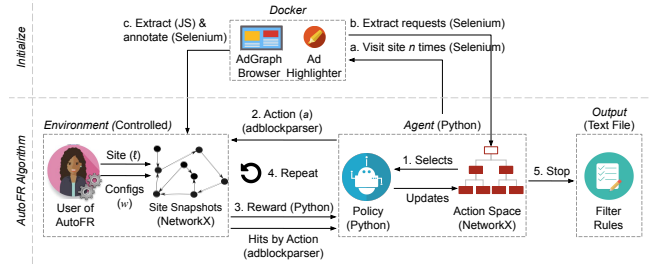 Docker
c. Extract (JS) &
annotate (Selenium)
b. Extract requests (Selenium)
a. Visit site n times (Selenium)
AdGraph
Browser
Ad
Highlighter
Initialize
AutoFR Algorithm
Environment (Controlled)
2. Action (a)
(adblockparser)
Agent (Python)
Output
(Text File)
Site (ℓ)
Configs
(w)
4. Repeat
1. Selects
Updates
5. Stop
User of
AutoFR
Site Snapshots
(NetworkX)
3. Reward (Python)
Hits by Action
(adblockparser)
Policy
(Python)
Action Space
(NetworkX)
Filter
Rules